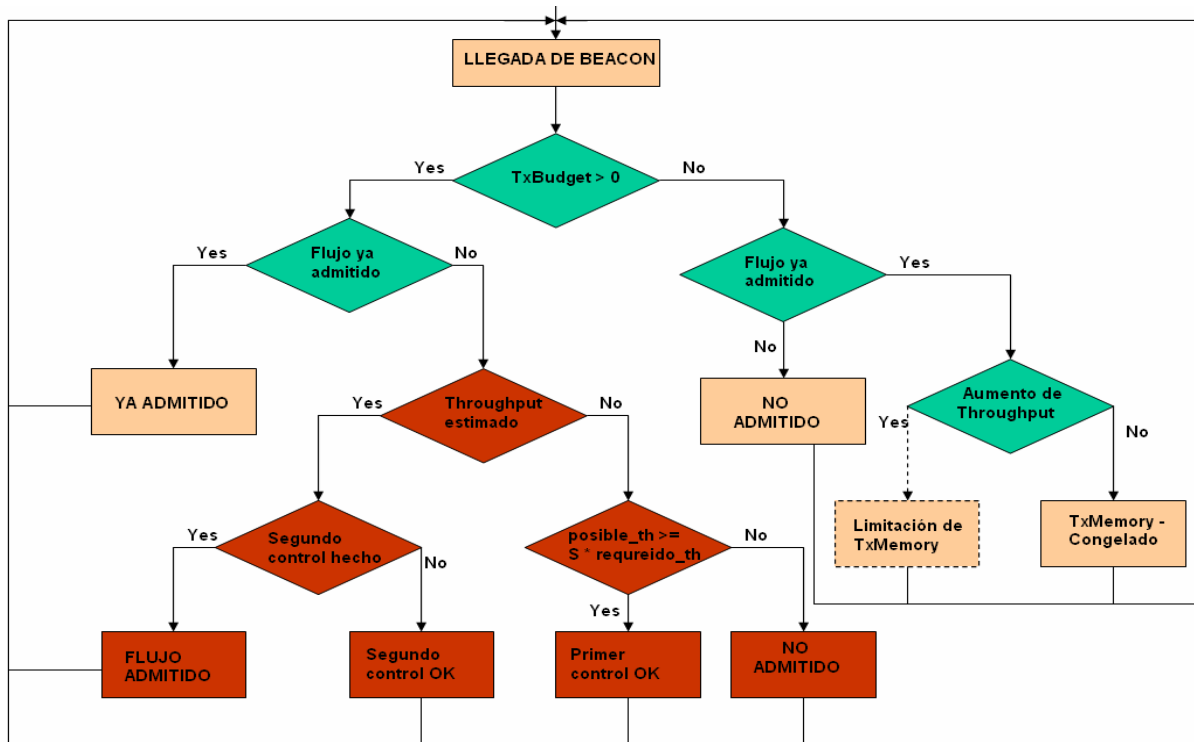 LLEGADA DE BEACON
Yes
TxBudget > 0
No
Yes
Flujo ya
admitido
No
Flujo ya
admitido
Yes
No
YA ADMITIDO
Yes
Throughput
estimado
No
NO
ADMITIDO
Aumento de
Throughput
Yes
No
Yes
Segundo
control hecho
No
posible_th >=
S * requreido_th
No
Yes
Limitación de
TxMemory
TxMemory -
Congelado
FLUJO
ADMITIDO
Segundo
control OK
Primer
control OK
NO
ADMITIDO